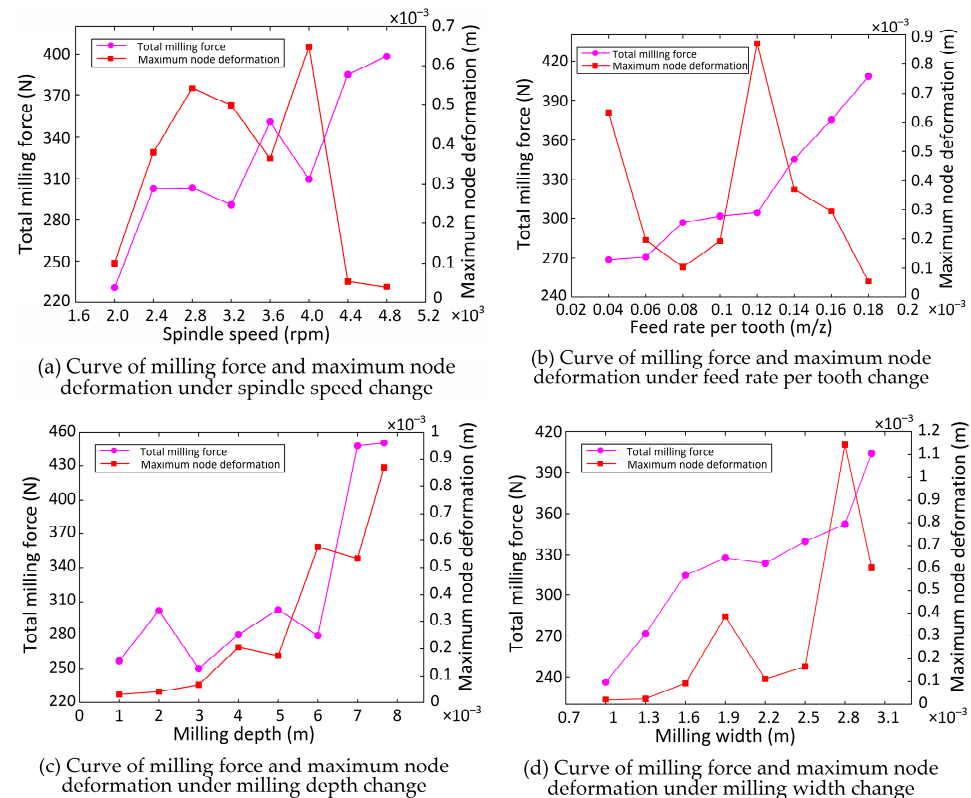 ×10⁻³
0.7
0.6
0.5
0.4
0.3
0.2
0.1
0
Maximum node deformation (m)
400
370
340
310
280
250
230
220
Total milling force (N)
Total milling force
Maximum node deformation
1.6 2.0 2.4 2.8 3.2 3.6 4.0 4.4 4.8 5.2 ×10³
Spindle speed (rpm)
(a) Curve of milling force and maximum node
deformation under spindle speed change
×10⁻³
0.9
0.8
0.7
0.6
0.5
0.4
0.3
0.2
0.1
0
Maximum node deformation (m)
420
390
360
330
300
270
240
Total milling force (N)
Total milling force
Maximum node deformation
0.02 0.04 0.06 0.08 0.1 0.12 0.14 0.16 0.18 0.2 ×10⁻³
Feed rate per tooth (m/z)
(b) Curve of milling force and maximum node
deformation under feed rate per tooth change
×10⁻³
1
0.9
0.8
0.7
0.6
0.5
0.4
0.3
0.2
0.1
0
Maximum node deformation (m)
460
430
400
370
340
310
280
250
220
Total milling force (N)
Total milling force
Maximum node deformation
0 1 2 3 4 5 6 7 8 ×10⁻³
Milling depth (m)
(c) Curve of milling force and maximum node
deformation under milling depth change
×10⁻³
1.2
1.1
1
0.9
0.8
0.7
0.6
0.5
0.4
0.3
0.2
0.1
0
Maximum node deformation (m)
420
390
360
330
300
270
240
Total milling force (N)
Total milling force
Maximum node deformation
0.7 1 1.3 1.6 1.9 2.2 2.5 2.8 3.1 ×10⁻³
Milling width (m)
(d) Curve of milling force and maximum node
deformation under milling width change